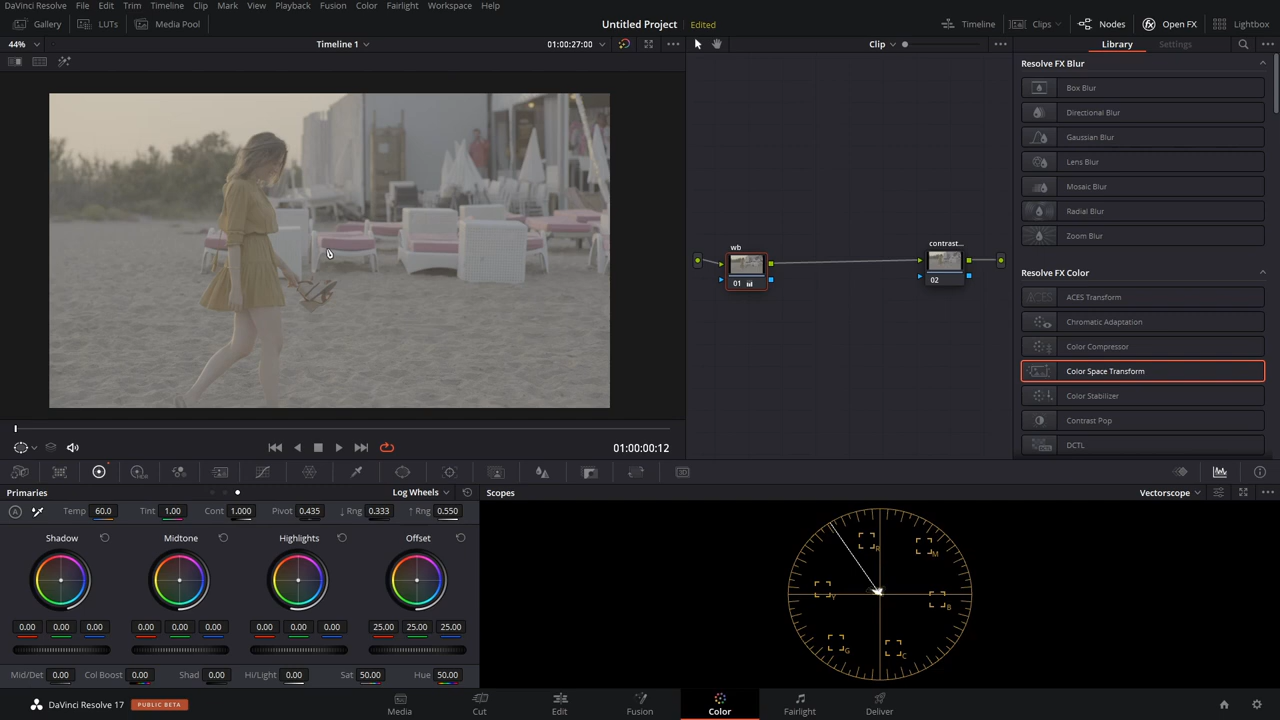 DaVinci Resolve File Edit Trim Timeline Clip Mark View Playback Fusion Color Fairlight Workspace Help
Gallery LUTs Media Pool Untitled Project Edited Timeline Clips Nodes Open FX Lightbox
44% Timeline 1 01:00:27:00 Clip Library Settings
Resolve FX Blur
Box Blur
Directional Blur
Gaussian Blur
Lens Blur
Mosaic Blur
Radial Blur
Zoom Blur
wb contrast...
01 02
Resolve FX Color
ACES ACES Transform
Chromatic Adaptation
Color Compressor
Color Space Transform
Color Stabilizer
Contrast Pop
DCTL DCTL
01:00:00:12
Primaries Log Wheels Scopes Vectorscope
A Temp 60.0 Tint 1.00 Cont 1.000 Pivot 0.435 ↓ Rng 0.333 ↑ Rng 0.550
Shadow Midtone Highlights Offset
0.00 0.00 0.00 0.00 0.00 0.00 0.00 0.00 0.00 25.00 25.00 25.00
Mid/Det 0.00 Col Boost 0.00 Shad 0.00 Hi/Light 0.00 Sat 50.00 Hue 50.00
R M
Y B
G C
DaVinci Resolve 17 PUBLIC BETA Media Cut Edit Fusion Color Fairlight Deliver